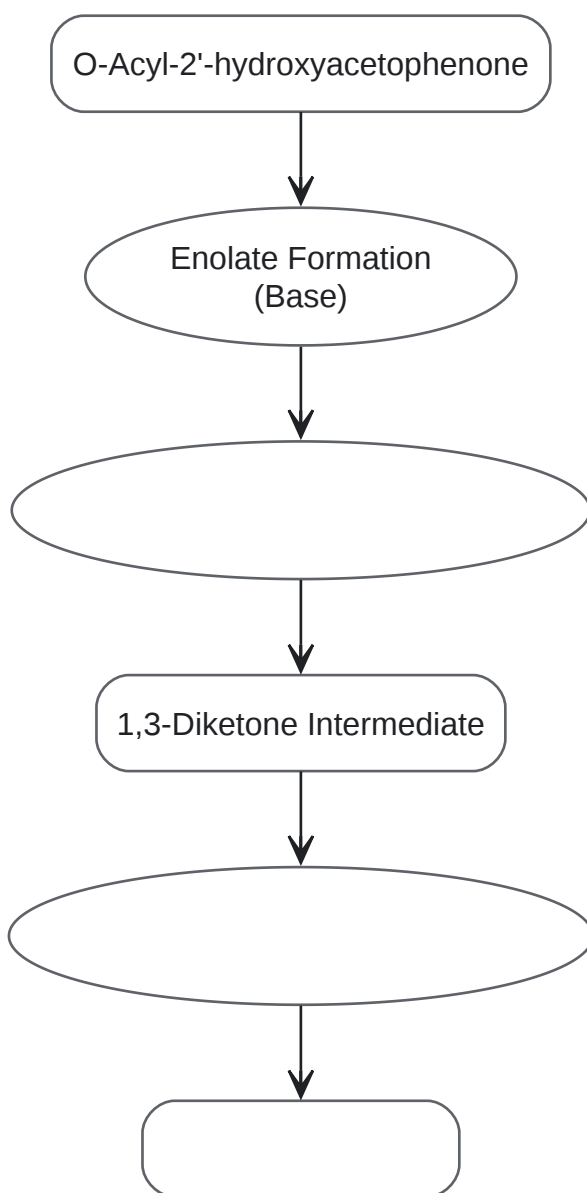 O-Acyl-2'-hydroxyacetophenone
Enolate Formation
(Base)
1,3-Diketone Intermediate